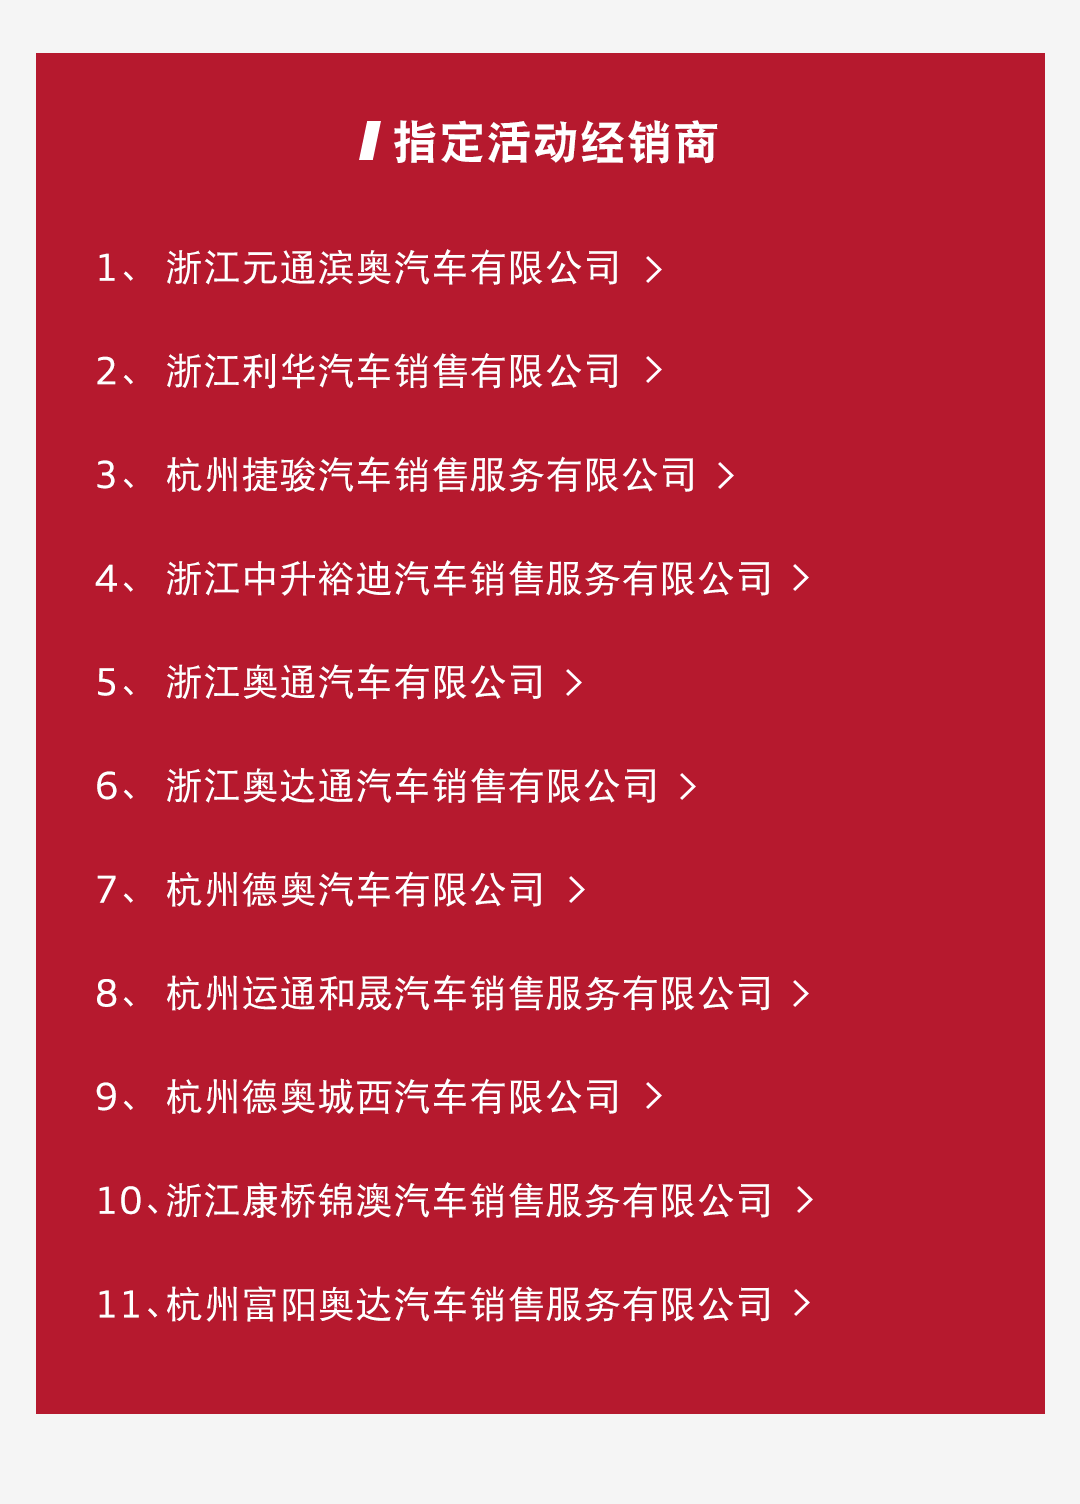 指定活动经销商
1、 浙江元通滨奥汽车有限公司 >
2、 浙江利华汽车销售有限公司 >
3、 杭州捷骏汽车销售服务有限公司 >
4、 浙江中升裕迪汽车销售服务有限公司 >
5、 浙江奥通汽车有限公司 >
6、 浙江奥达通汽车销售有限公司 >
7、 杭州德奥汽车有限公司 >
8、 杭州运通和晟汽车销售服务有限公司 >
9、 杭州德奥城西汽车有限公司 >
10、浙江康桥锦澳汽车销售服务有限公司 >
11、杭州富阳奥达汽车销售服务有限公司 >